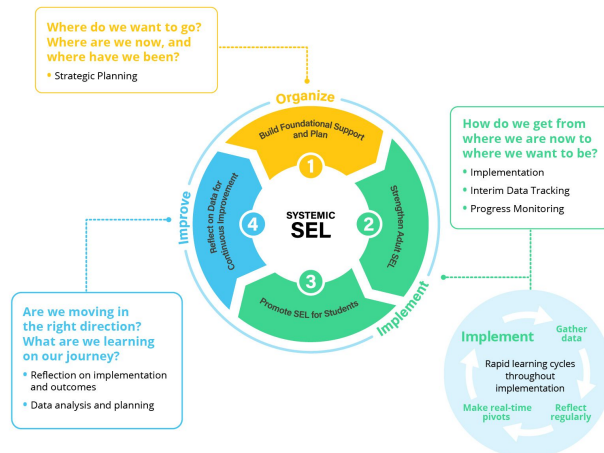 Where do we want to go?
Where are we now, and
where have we been?
• Strategic Planning
Organize
Build Foundational Support
and Plan
1
How do we get from
where we are now to
where we want to be?
• Implementation
• Interim Data Tracking
• Progress Monitoring
Improve
Reflect on Data for
Continuous Improvement
4
SYSTEMIC
SEL
2
Strengthen Adult SEL
3
Promote SEL for Students
Implement
Are we moving in
the right direction?
What are we learning
on our journey?
• Reflection on implementation
and outcomes
• Data analysis and planning
Implement
Gather
data
Rapid learning cycles
throughout
implementation
Make real-time
pivots
Reflect
regularly